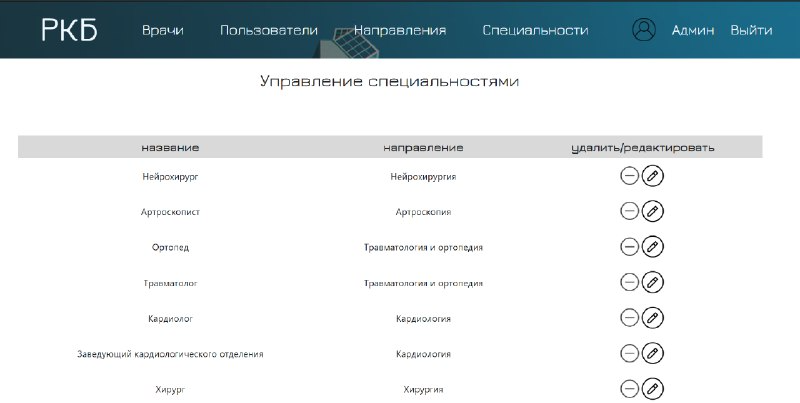 РКБ Врачи Пользователи Направления Специальности Админ Выйти
Управление специальностями
название направление удалить/редактировать
Нейрохирург Нейрохирургия
Артроскопист Артроскопия
Ортопед Травматология и ортопедия
Травматолог Травматология и ортопедия
Кардиолог Кардиология
Заведующий кардиологического отделения Кардиология
Хирург Хирургия